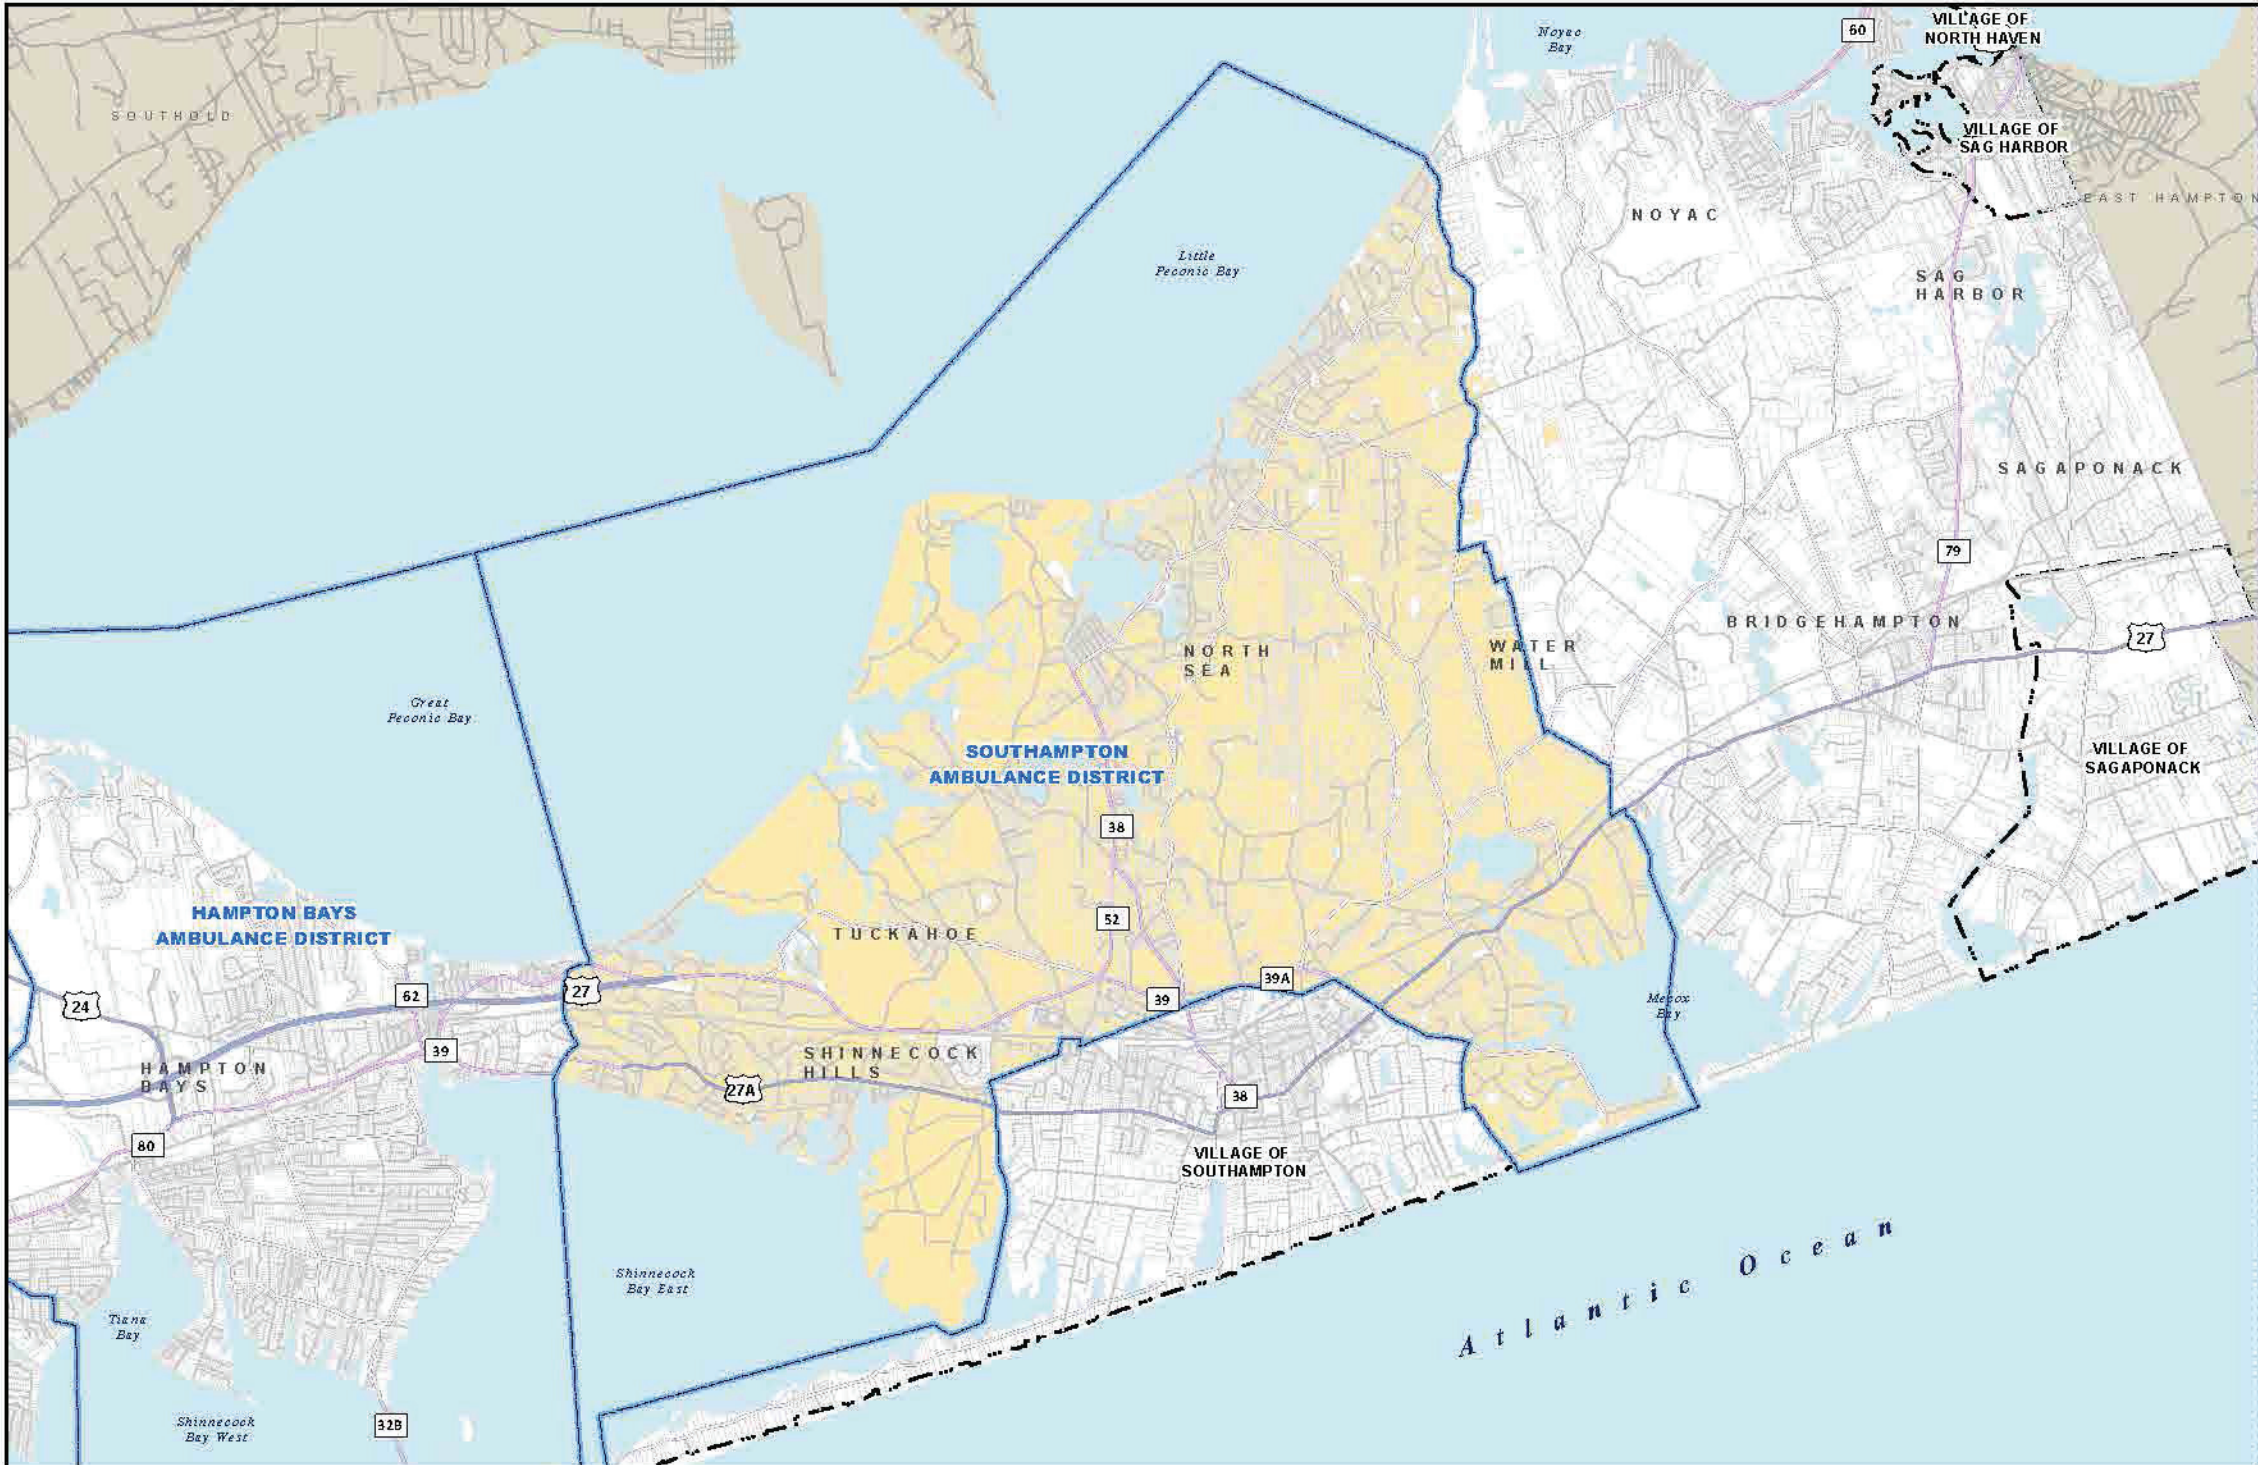 Noyac
Bay
60
VILLAGE OF
NORTH HAVEN
SOUTHOLD
VILLAGE OF
SAG HARBOR
EAST HAMPTON
NOYAC
Little
Peconic Bay
SAG
HARBOR
SAGAPONACK
79
BRIDGEHAMPTON
27
NORTH
SEA
WATER
MILL
Great
Peconic Bay
SOUTHAMPTON
AMBULANCE DISTRICT
VILLAGE OF
SAGAPONACK
38
HAMPTON BAYS
AMBULANCE DISTRICT
52
TUCKAHOE
39A
27
62
39
24
Mecox
Bay
39
SHINNECOCK
HILLS
HAMPTON
BAYS
27A
38
80
VILLAGE OF
SOUTHAMPTON
Atlantic Ocean
Shinnecock
Bay East
Tiana
Bay
Shinnecock
Bay West
32B